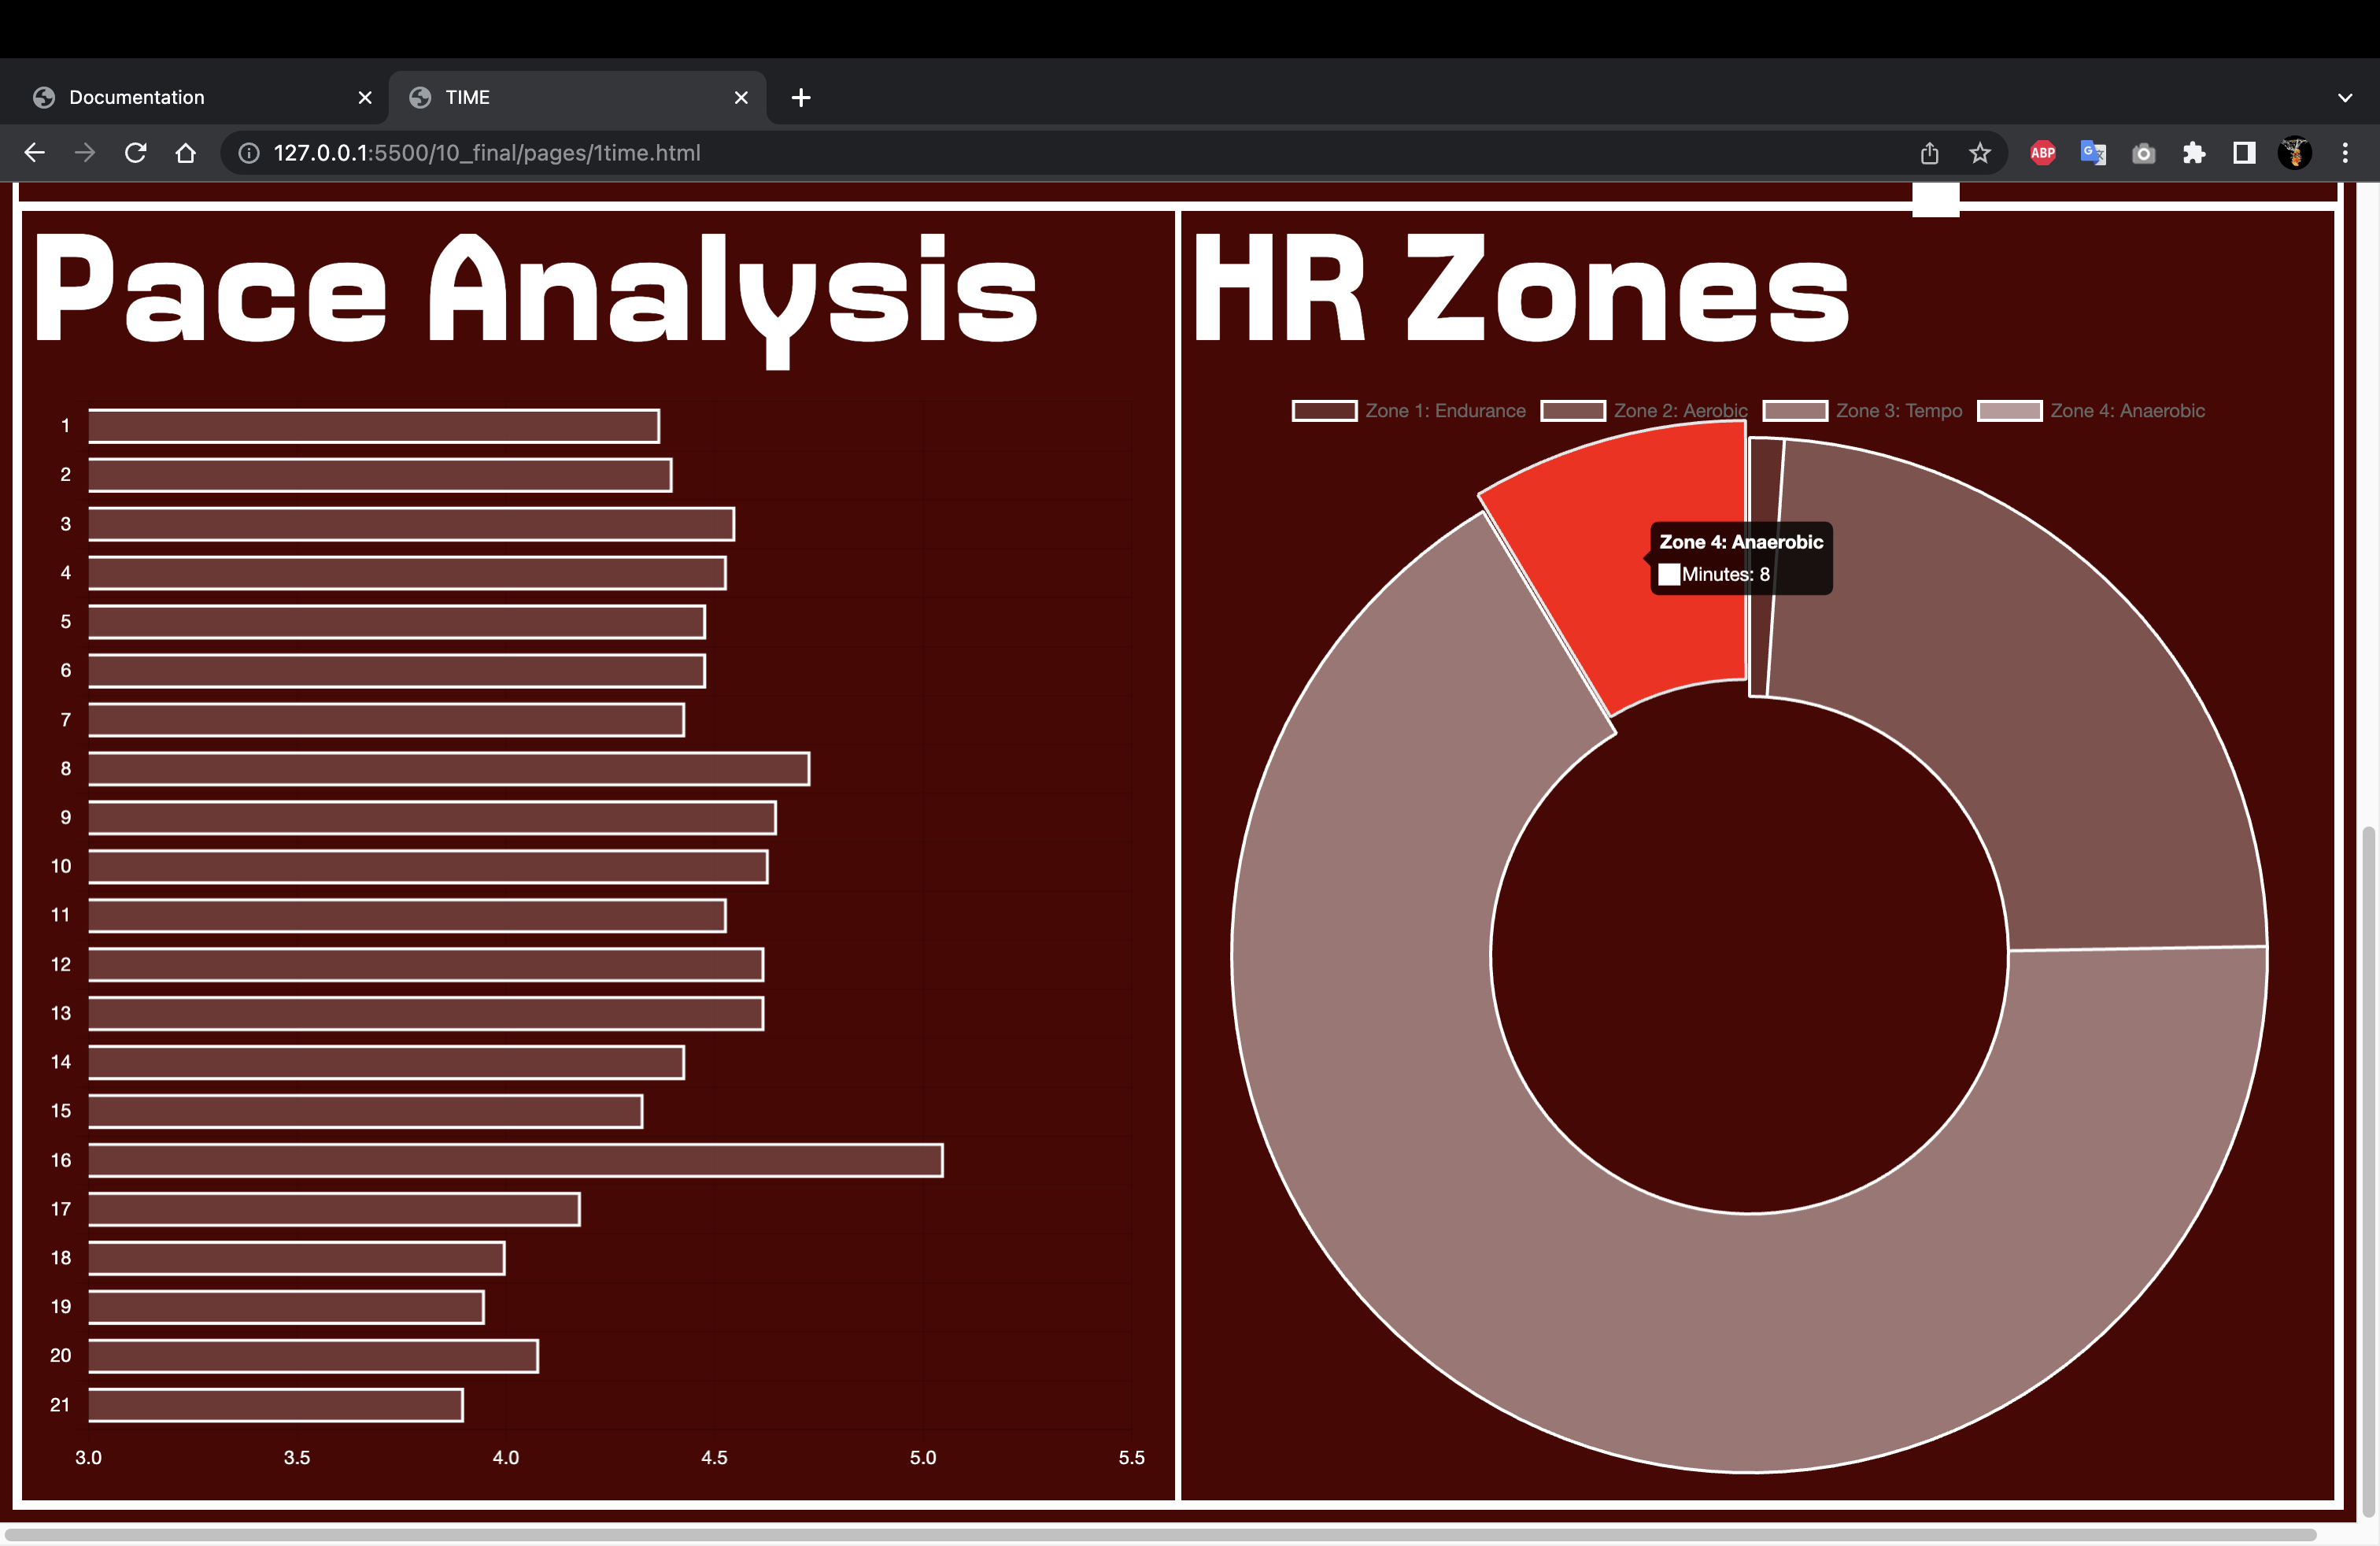 Documentation
TIME
127.0.0.1:5500/10_final/pages/1time.html
ABP
G
Pace Analysis
1
2
3
4
5
6
7
8
9
10
11
12
13
14
15
16
17
18
19
20
21
3.0 3.5 4.0 4.5 5.0 5.5
HR Zones
Zone 1: Endurance Zone 2: Aerobic Zone 3: Tempo Zone 4: Anaerobic
Zone 4: Anaerobic
Minutes: 8